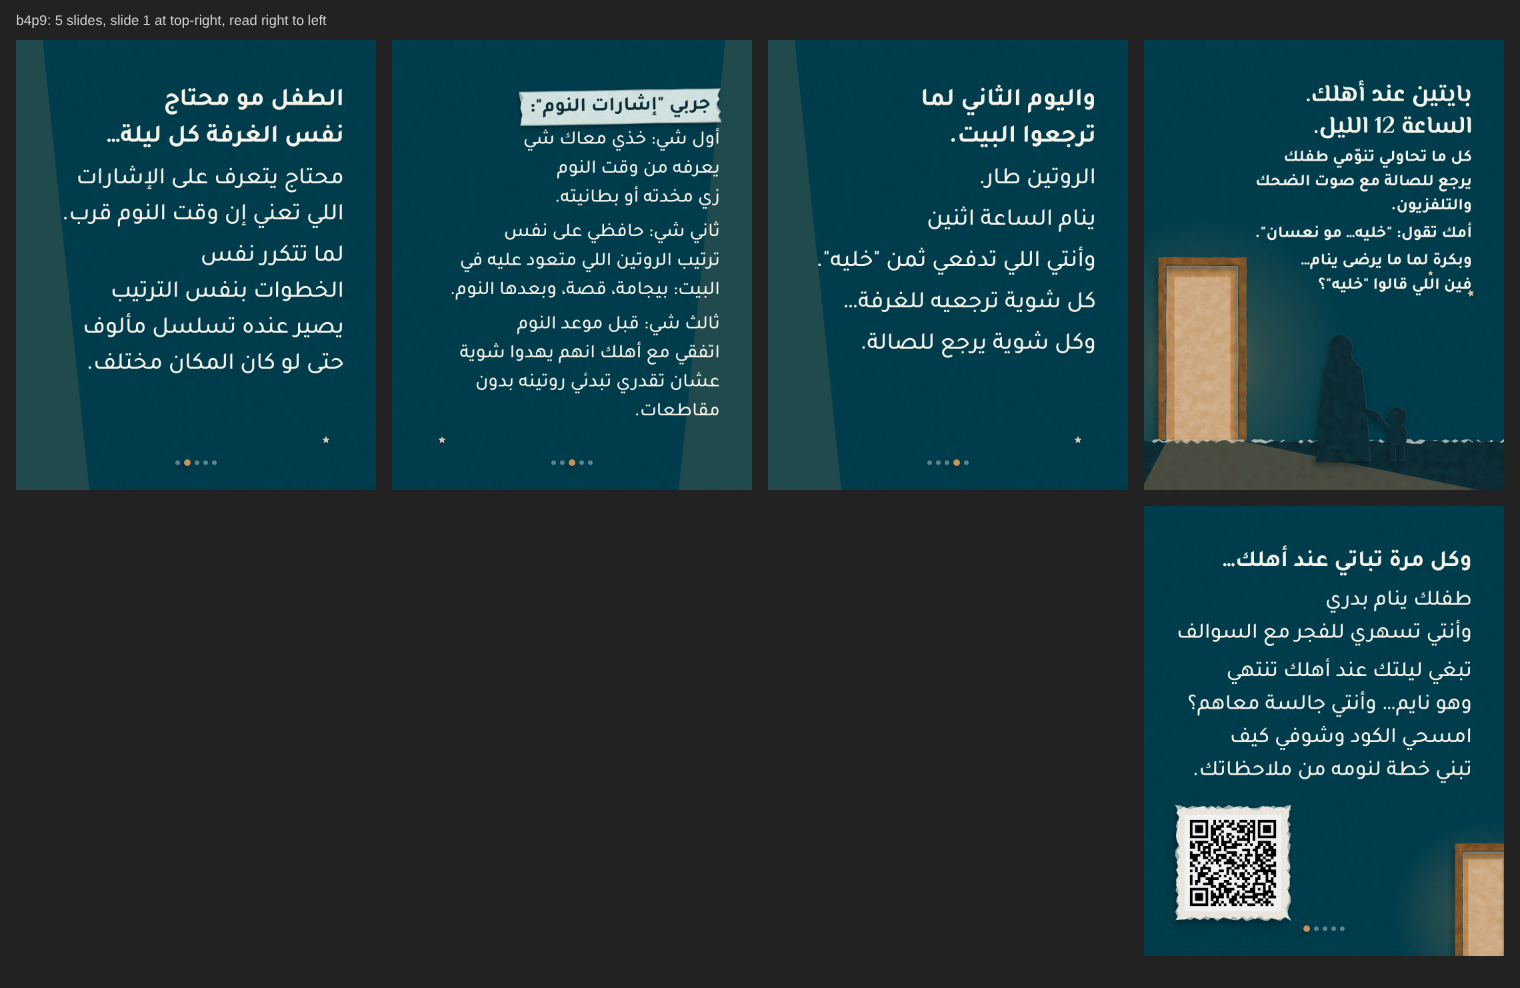 b4p9: 5 slides, slide 1 at top-right, read right to left
بايتين عند أهلك.
الساعة 12 الليل.
كل ما تحاولي تنوّمي طفلك
يرجع للصالة مع صوت الضحك
والتلفزيون.
أمك تقول: "خليه… مو نعسان".
وبكرة لما ما يرضى ينام…
فين اللي قالوا "خليه"؟
واليوم الثاني لما
ترجعوا البيت.
الروتين طار.
ينام الساعة اثنين
وأنتي اللي تدفعي ثمن "خليه".
كل شوية ترجعيه للغرفة…
وكل شوية يرجع للصالة.
جربي "إشارات النوم":
أول شي: خذي معاك شي
يعرفه من وقت النوم
زي مخدته أو بطانيته.
ثاني شي: حافظي على نفس
ترتيب الروتين اللي متعود عليه في
البيت: بيجامة، قصة، وبعدها النوم.
ثالث شي: قبل موعد النوم
اتفقي مع أهلك انهم يهدوا شوية
عشان تقدري تبدئي روتينه بدون
مقاطعات.
الطفل مو محتاج
نفس الغرفة كل ليلة…
محتاج يتعرف على الإشارات
اللي تعني إن وقت النوم قرب.
لما تتكرر نفس
الخطوات بنفس الترتيب
يصير عنده تسلسل مألوف
حتى لو كان المكان مختلف.
وكل مرة تباتي عند أهلك…
طفلك ينام بدري
وأنتي تسهري للفجر مع السوالف
تبغي ليلتك عند أهلك تنتهي
وهو نايم… وأنتي جالسة معاهم؟
امسحي الكود وشوفي كيف
تبني خطة لنومه من ملاحظاتك.